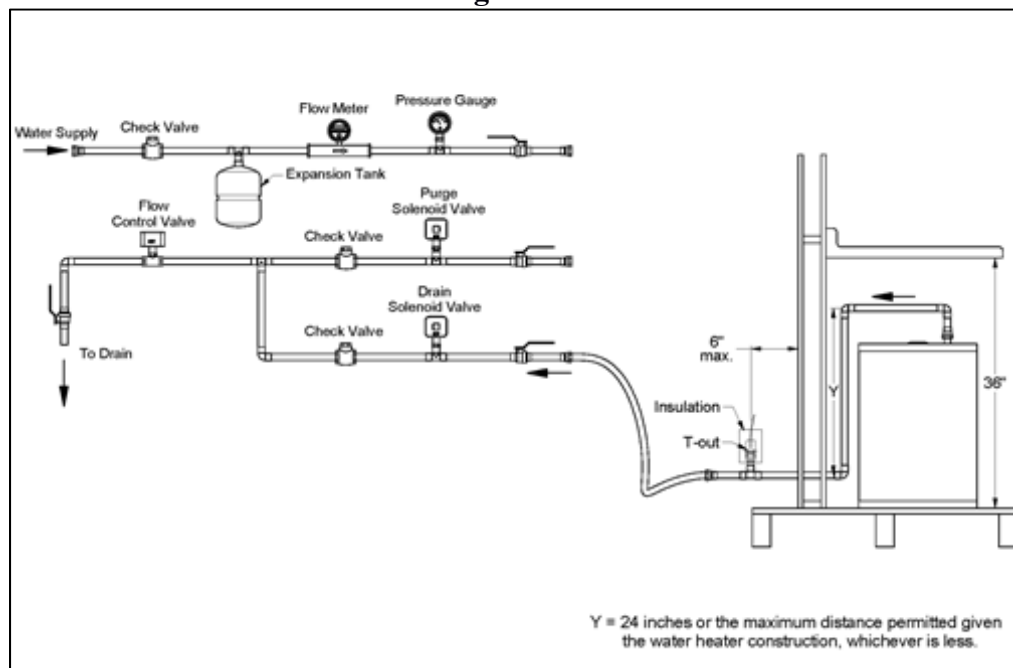 Pressure Gauge
Flow Meter
Check Valve
Water Supply
Expansion Tank
Flow
Control Valve
Purge
Solenoid Valve
Check Valve
Drain
Solenoid Valve
Check Valve
To Drain
6"
max.
Y
36"
Insulation
T-out
Y = 24 inches or the maximum distance permitted given
the water heater construction, whichever is less.